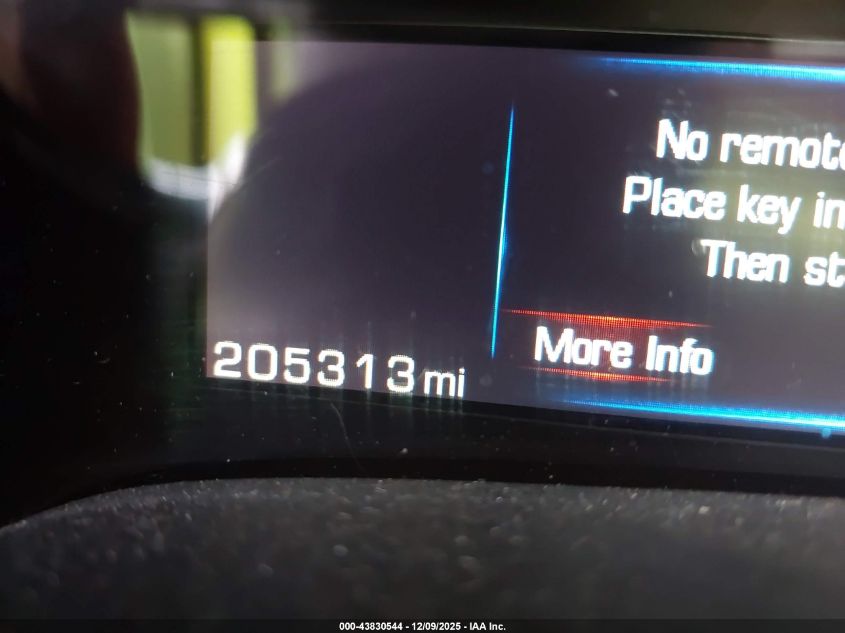 No remote
Place key in
Then st
More Info
205313 mi
000-43830544 - 12/09/2025 - IAA Inc.